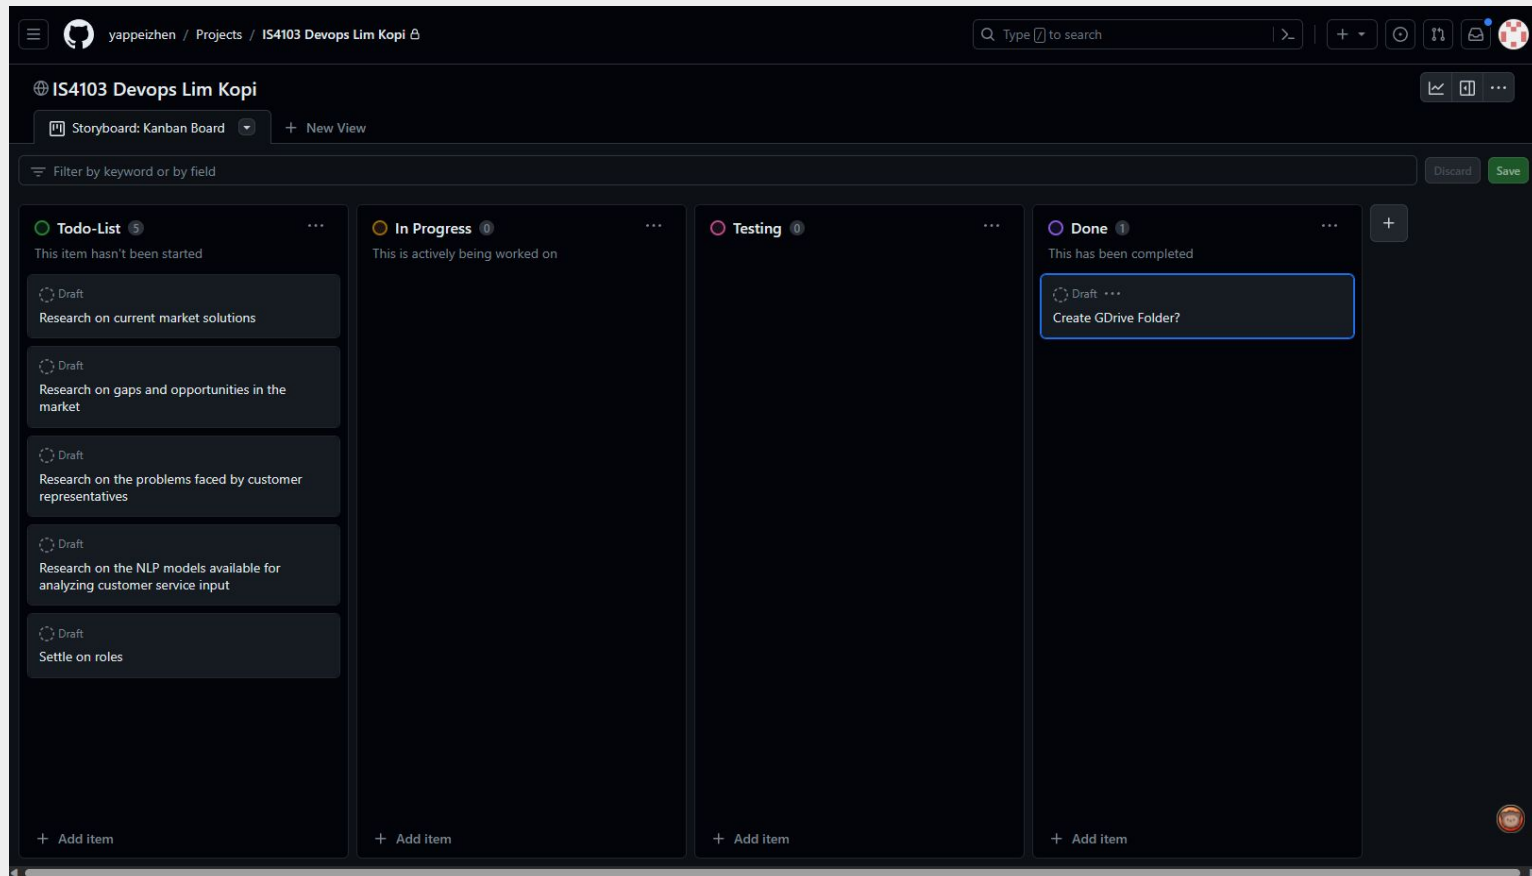 yappeizhen / Projects / IS4103 Devops Lim Kopi
Type / to search
IS4103 Devops Lim Kopi
Storyboard: Kanban Board
New View
Filter by keyword or by field
Discard
Save
Todo-List 5
This item hasn't been started
Draft
Research on current market solutions
Draft
Research on gaps and opportunities in the
market
Draft
Research on the problems faced by customer
representatives
Draft
Research on the NLP models available for
analyzing customer service input
Draft
Settle on roles
+ Add item
In Progress 0
This is actively being worked on
+ Add item
Testing 0
+ Add item
Done 1
This has been completed
Draft
Create GDrive Folder?
+ Add item